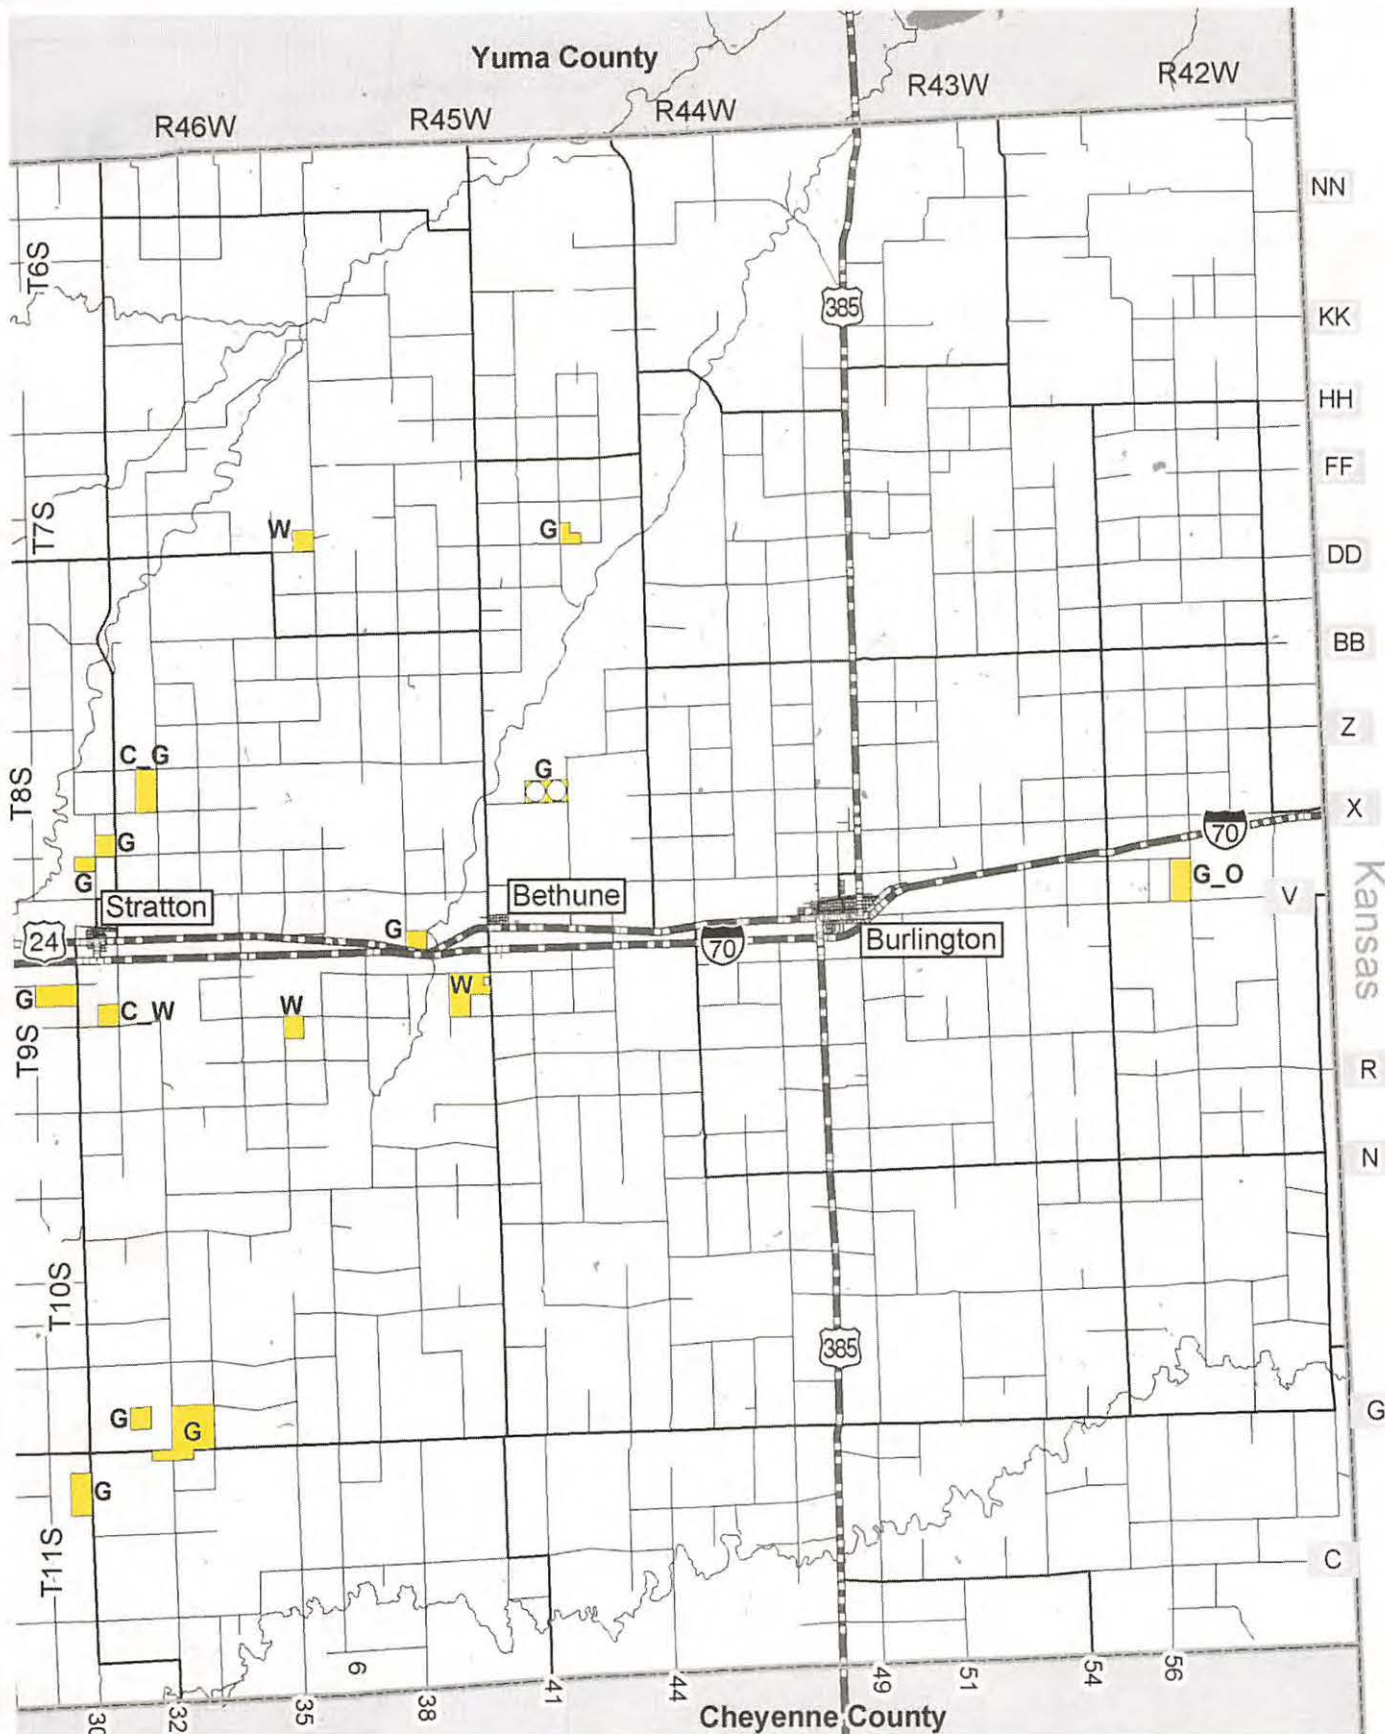 Yuma County
R46W
R45W
R44W
R43W
R42W
NN
T6S
385
KK
HH
FF
T7S
W
G
DD
BB
Z
C_G
G
T8S
X
70
G
G
G_O
V
Kansas
Stratton
Bethune
24
G
70
Burlington
G
C_W
W
W
T9S
R
N
T10S
385
G
G
G
G
T11S
C
6
30
32
35
38
41
44
49
51
54
56
Cheyenne County